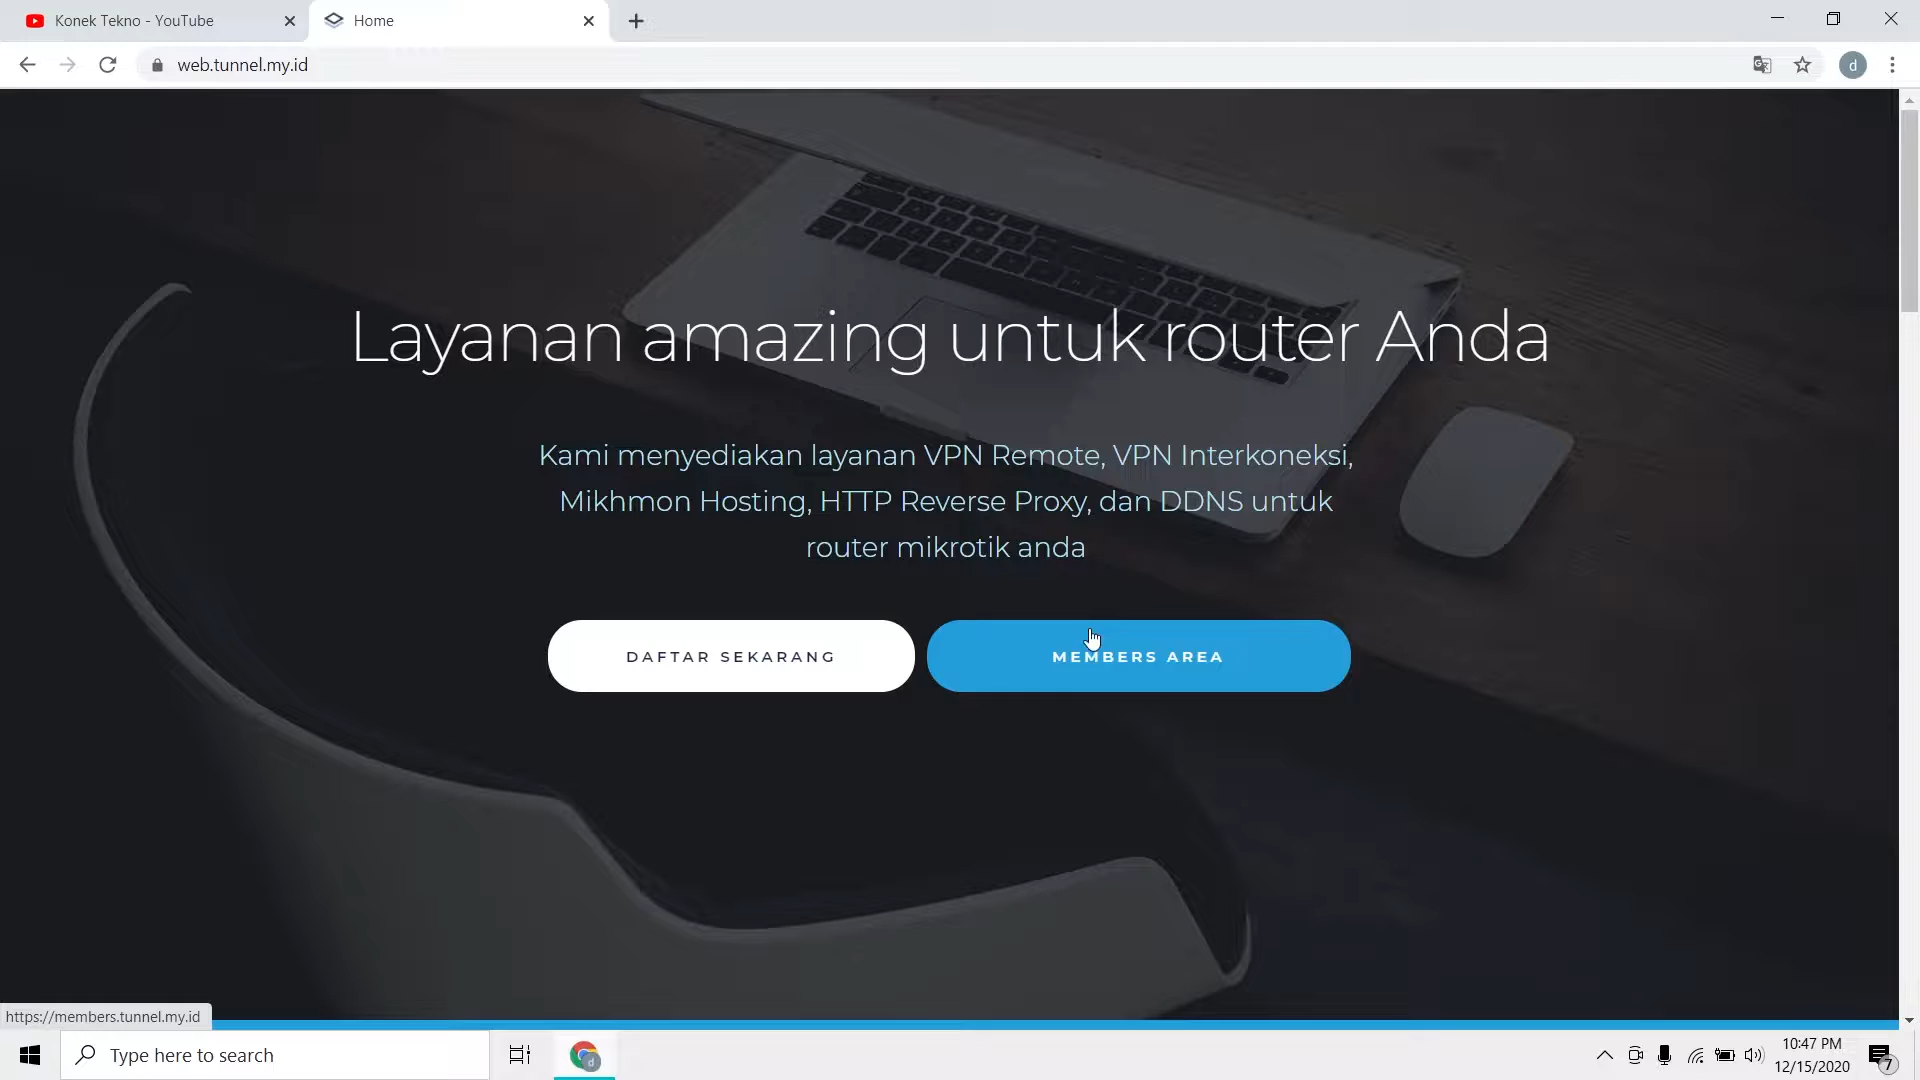 Konek Tekno - YouTube
Home
web.tunnel.my.id
d
Layanan amazing untuk router Anda
Kami menyediakan layanan VPN Remote, VPN Interkoneksi,
Mikhmon Hosting, HTTP Reverse Proxy, dan DDNS untuk
router mikrotik anda
DAFTAR SEKARANG
MEMBERS AREA
https://members.tunnel.my.id
Type here to search
d
10:47 PM
12/15/2020
7